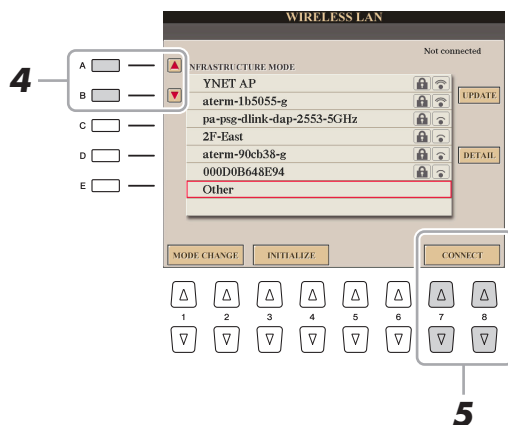 WIRELESS LAN
Not connected
NFRASTRUCTURE MODE
YNET AP
aterm-1b5055-g
pa-psg-dlink-dap-2553-5GHz
2F-East
aterm-90cb38-g
000D0B648E94
Other
UPDATE
DETAIL
MODE CHANGE
INITIALIZE
CONNECT
4
A
B
C
D
E
1 2 3 4 5 6 7 8
5